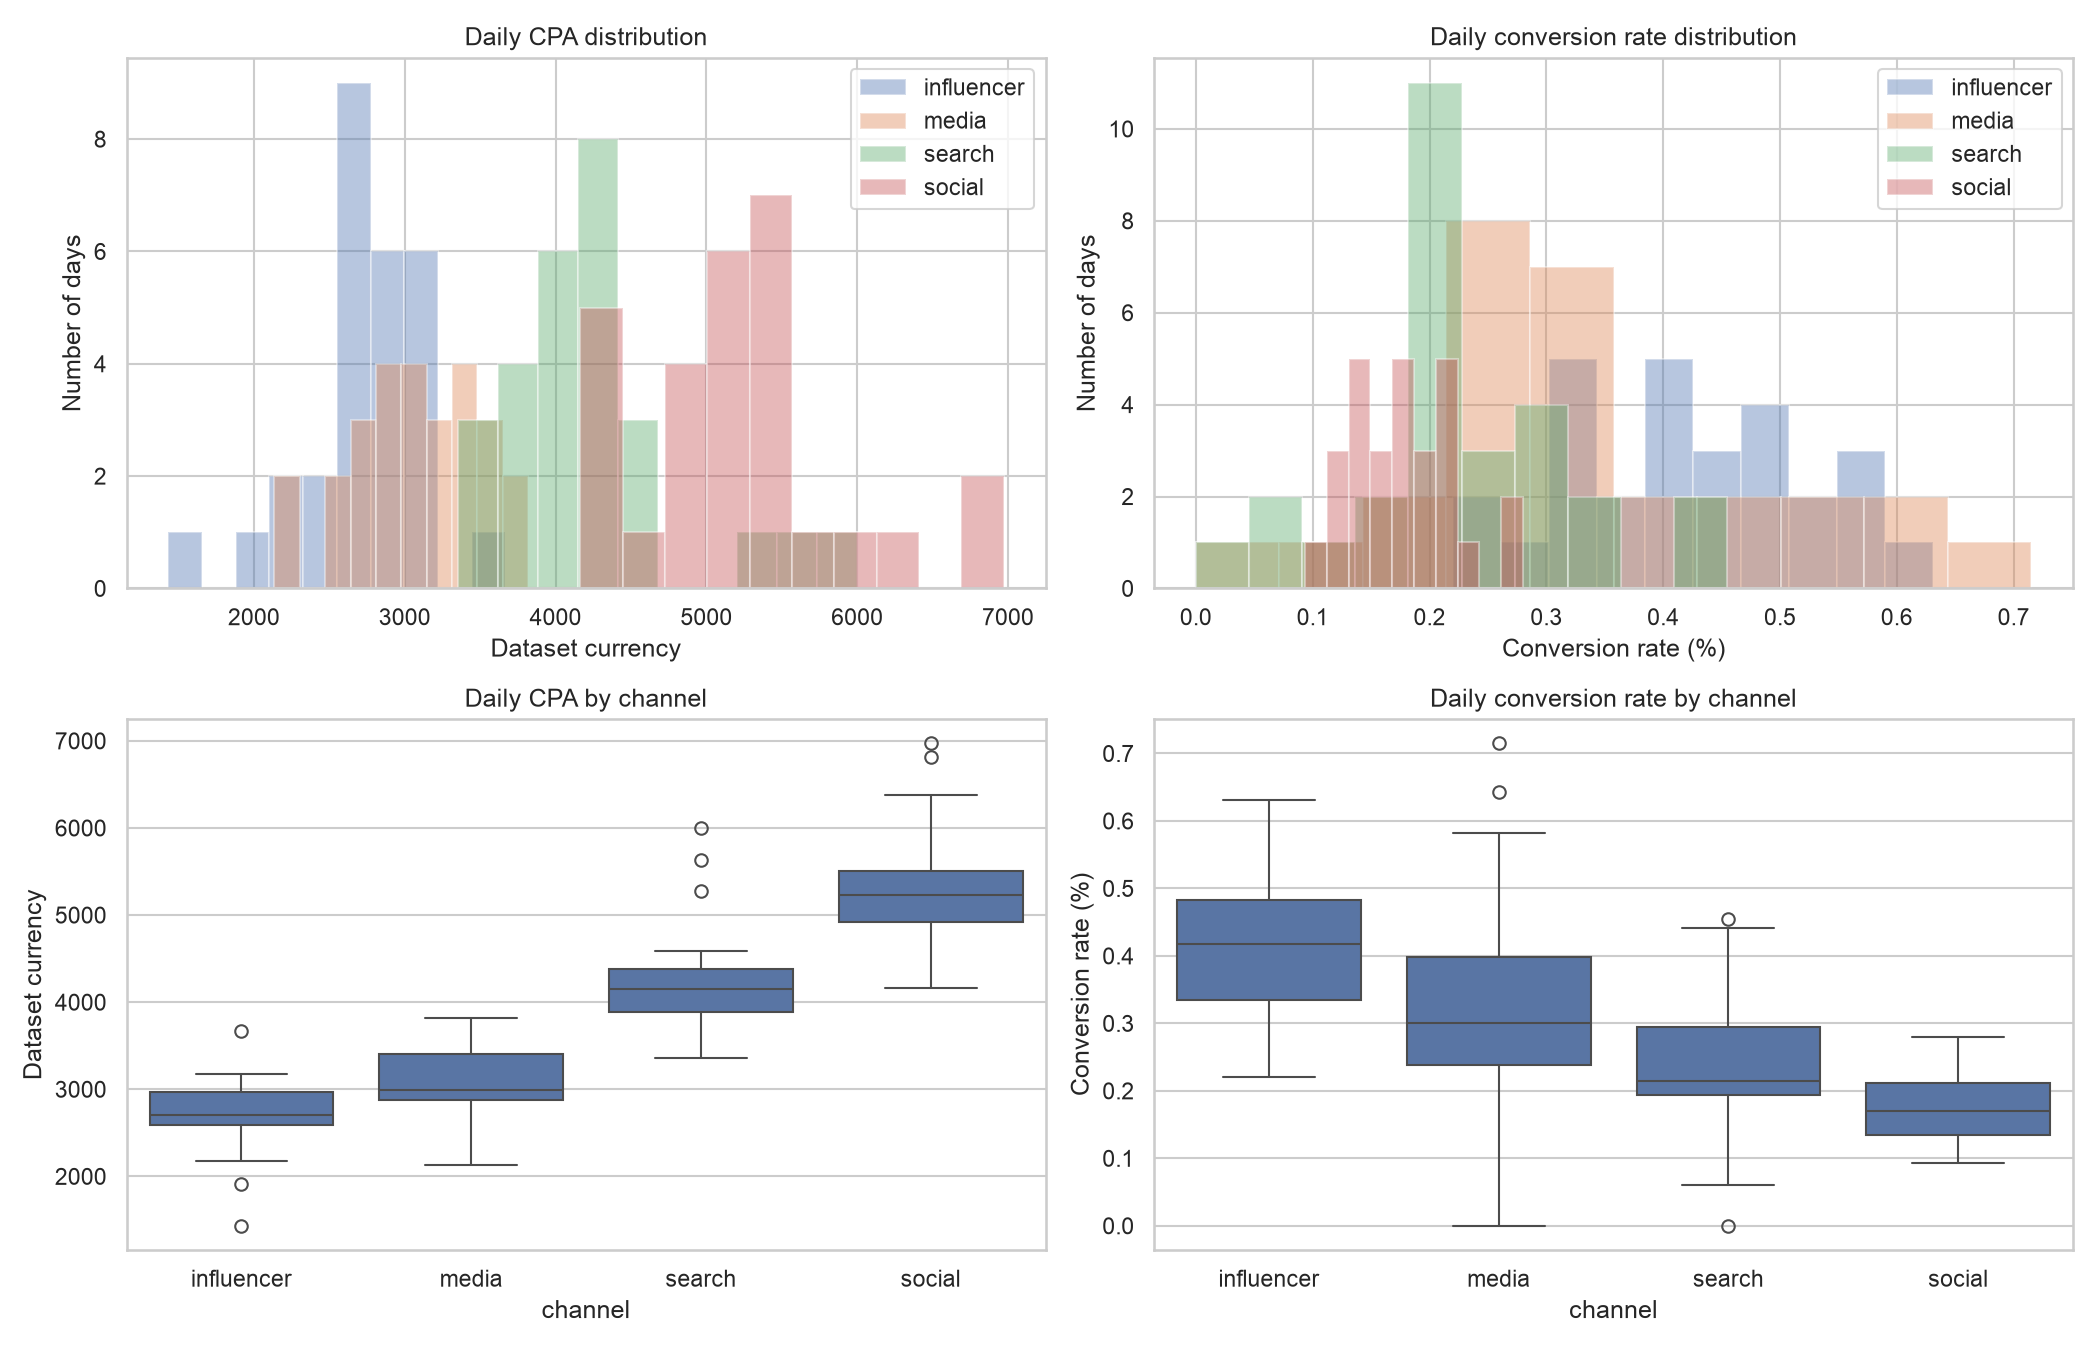 Daily CPA distribution
Number of days
8
6
4
2
0
2000 3000 4000 5000 6000 7000
Dataset currency
influencer
media
search
social
Daily conversion rate distribution
Number of days
10
8
6
4
2
0
0.0 0.1 0.2 0.3 0.4 0.5 0.6 0.7
Conversion rate (%)
influencer
media
search
social
Daily CPA by channel
Dataset currency
7000
6000
5000
4000
3000
2000
influencer media search social
channel
Daily conversion rate by channel
Conversion rate (%)
0.7
0.6
0.5
0.4
0.3
0.2
0.1
0.0
influencer media search social
channel